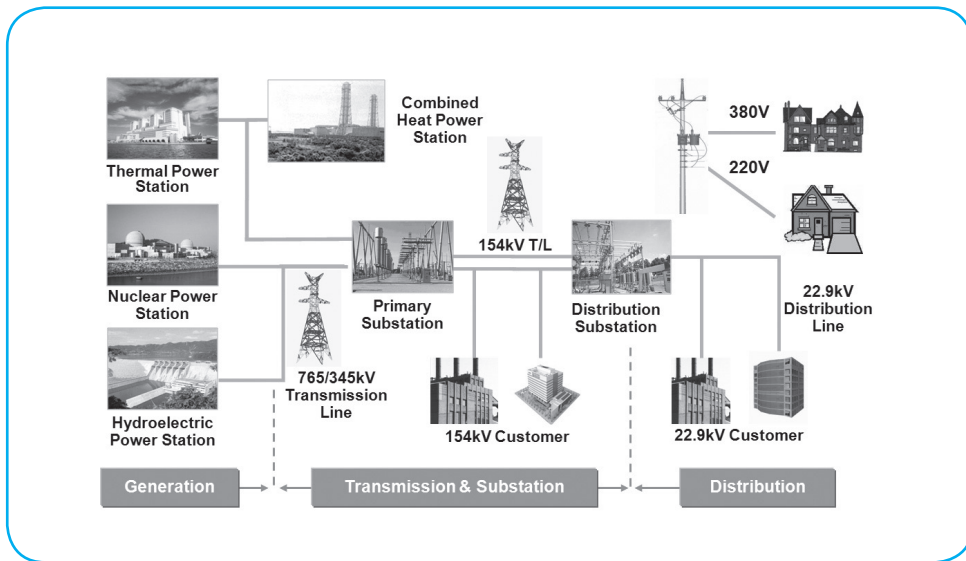 Thermal Power
Station
Combined
Heat Power
Station
380V
220V
Nuclear Power
Station
154kV T/L
Primary
Substation
Distribution
Substation
22.9kV
Distribution
Line
765/345kV
Transmission
Line
Hydroelectric
Power Station
154kV Customer
22.9kV Customer
Generation
Transmission & Substation
Distribution